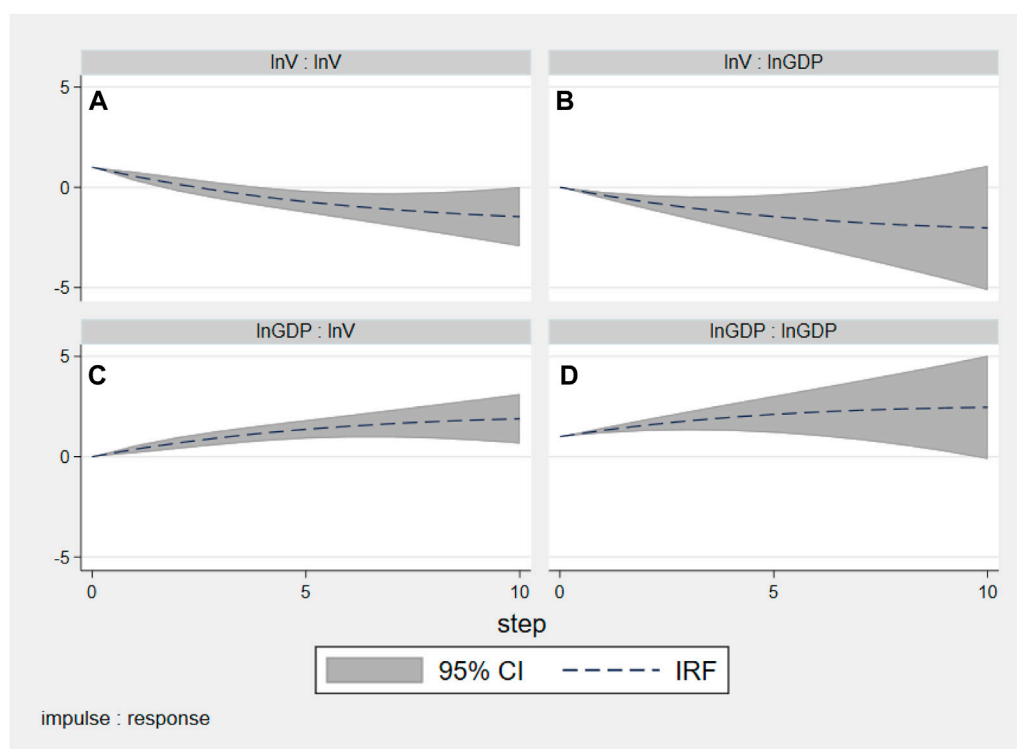 lnV : lnV
lnV : lnGDP
A
B
5
0
-5
lnGDP : lnV
lnGDP : lnGDP
C
D
5
0
-5
0
5
10
0
5
10
step
95% CI
IRF
impulse : response